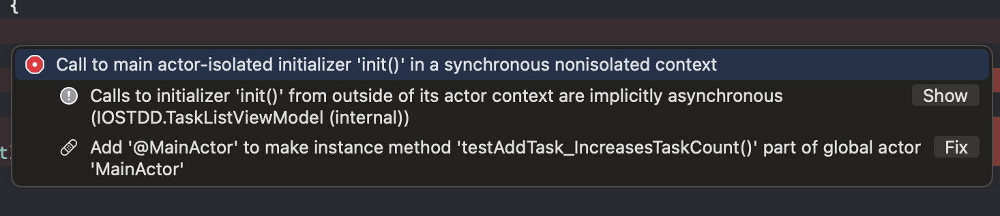 {
Call to main actor-isolated initializer 'init()' in a synchronous nonisolated context
Calls to initializer 'init()' from outside of its actor context are implicitly asynchronous
Show
(IOSTDD.TaskListViewModel (internal))
Add '@MainActor' to make instance method 'testAddTask_IncreasesTaskCount()' part of global actor
Fix
'MainActor'